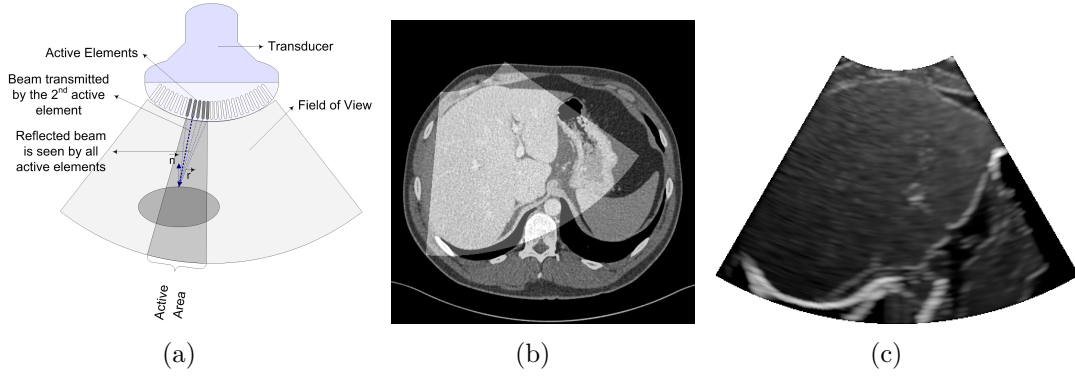 Transducer
Active Elements
Beam transmitted
by the 2nd active
element
Field of View
Reflected beam
is seen by all
active elements
n
r
Active
Area
(a)
(b)
(c)